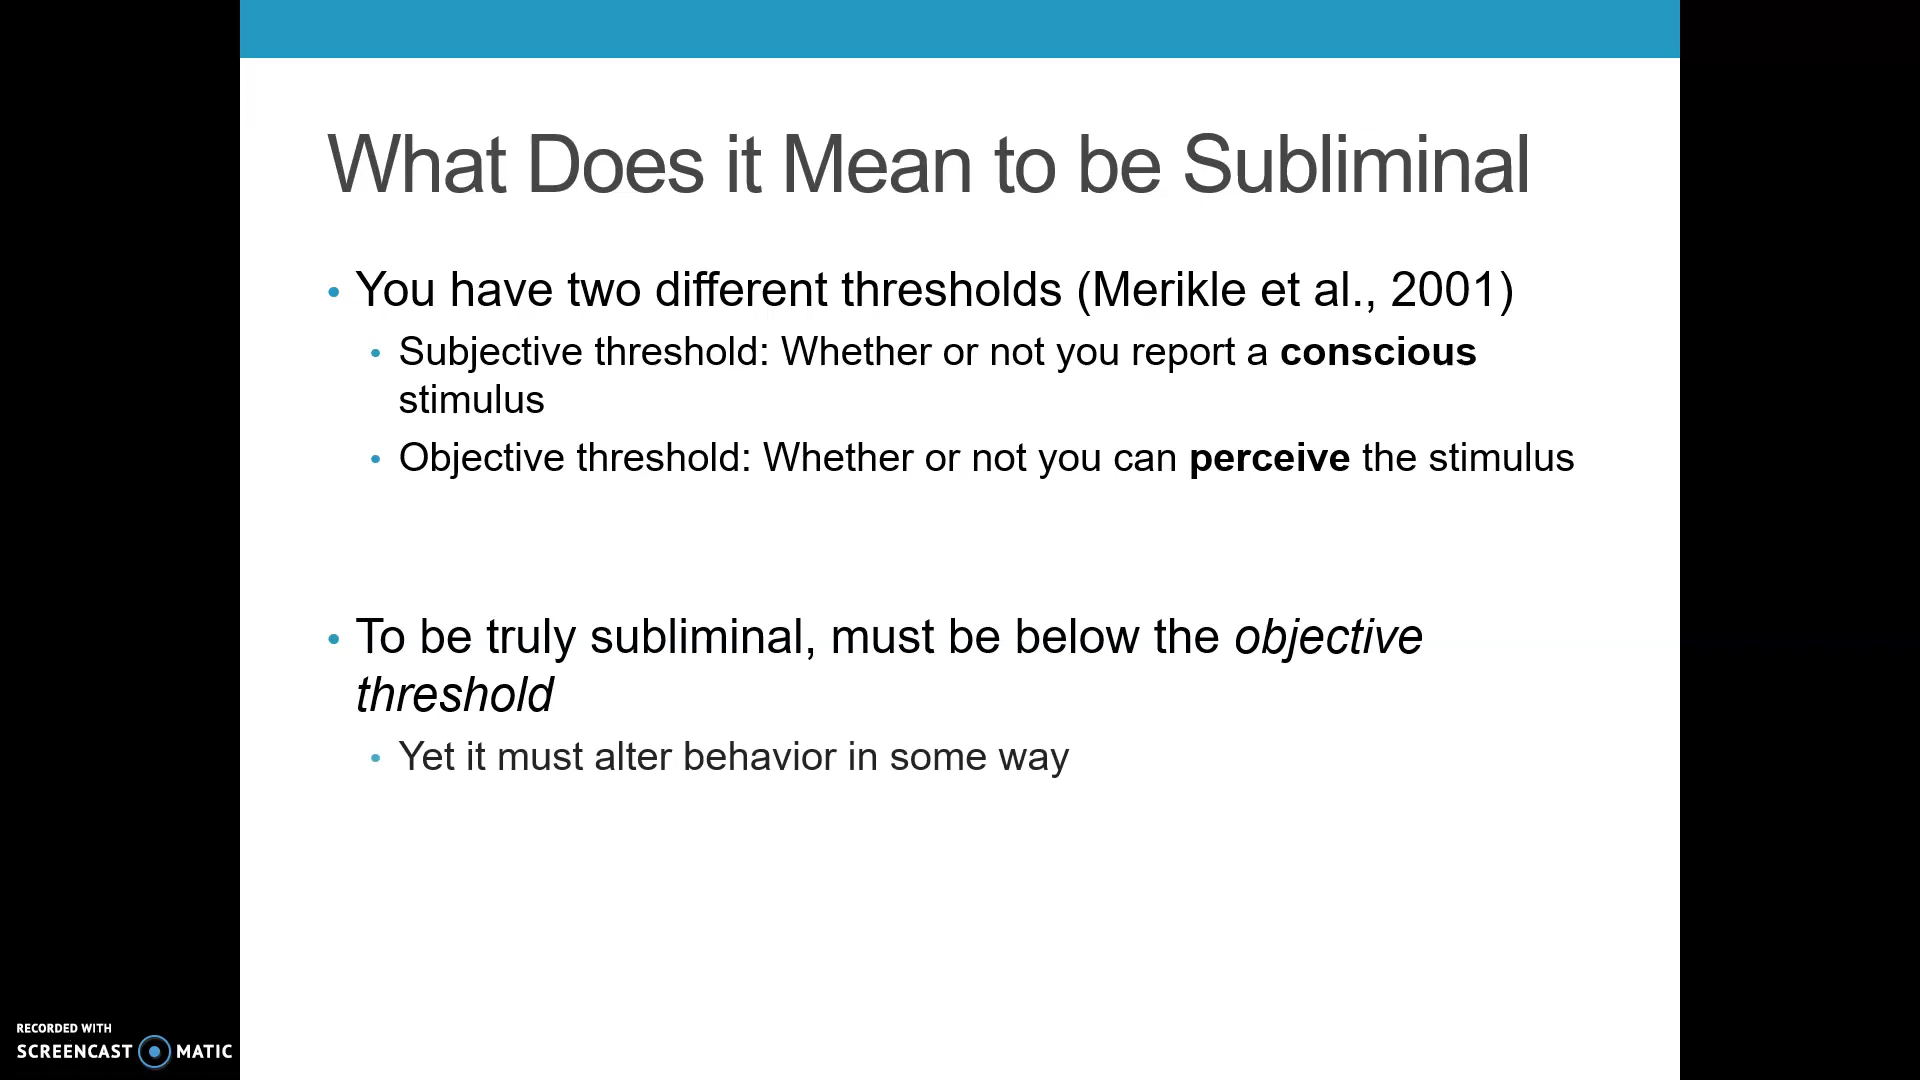 What Does it Mean to be Subliminal
• You have two different thresholds (Merikle et al., 2001)
• Subjective threshold: Whether or not you report a conscious
stimulus
• Objective threshold: Whether or not you can perceive the stimulus
• To be truly subliminal, must be below the objective
threshold
• Yet it must alter behavior in some way
RECORDED WITH
SCREENCAST MATIC